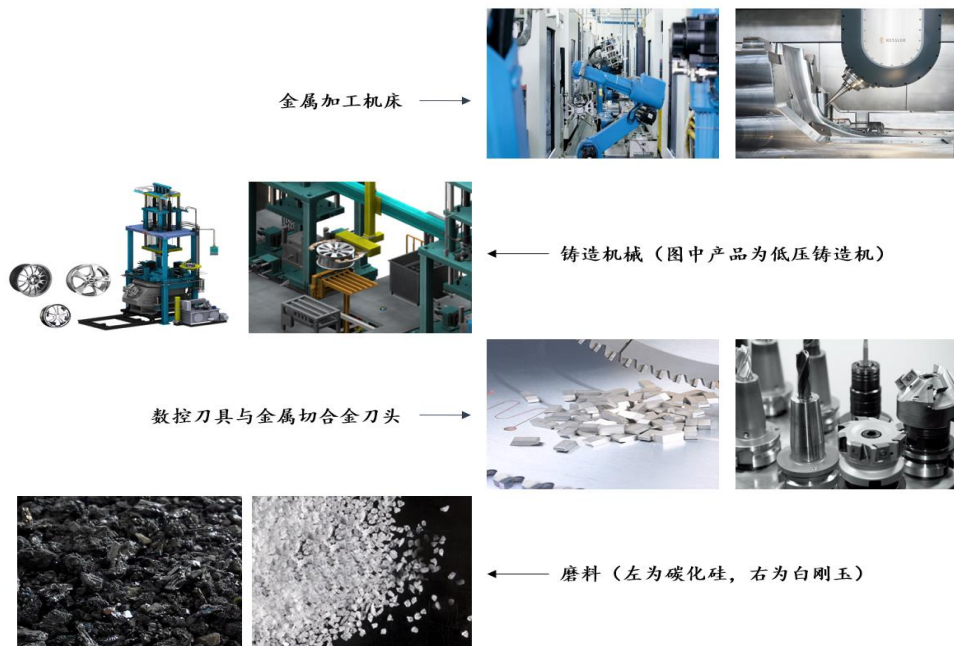 KESSLER
金属加工机床
铸造机械（图中产品为低压铸造机）
数控刀具与金属切合金刀头
磨料（左为碳化硅，右为白刚玉）